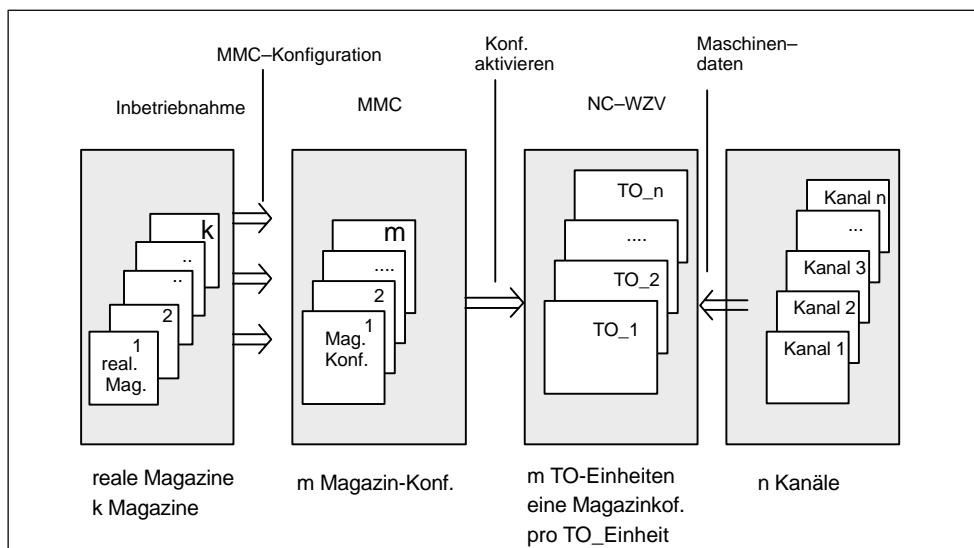 MMC–Konfiguration
Konf.
aktivieren
Maschinen–
daten
Inbetriebnahme
MMC
NC–WZV
k
..
..
2
1
real.
Mag.
m
....
2
1
Mag.
Konf.
TO_n
....
TO_2
TO_1
Kanal n
...
Kanal 3
Kanal 2
Kanal 1
reale Magazine
k Magazine
m Magazin-Konf.
m TO-Einheiten
eine Magazinkof.
pro TO_Einheit
n Kanäle